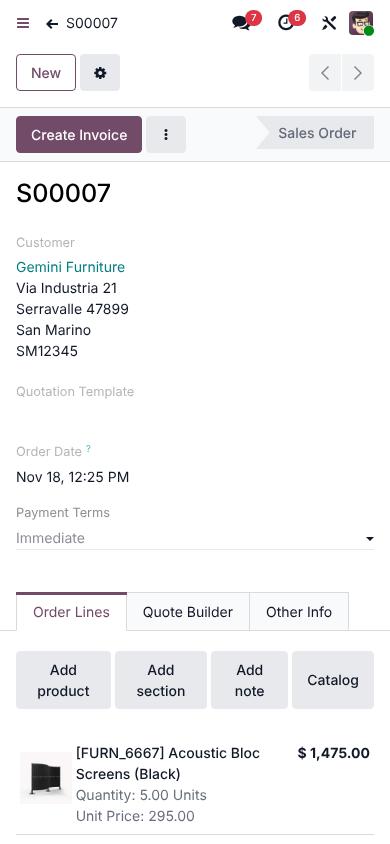 S00007
7
6
New
Create Invoice
Sales Order
S00007
Customer
Gemini Furniture
Via Industria 21
Serravalle 47899
San Marino
SM12345
Quotation Template
Order Date ?
Nov 18, 12:25 PM
Payment Terms
Immediate
Order Lines
Quote Builder
Other Info
Add
product
Add
section
Add
note
Catalog
[FURN_6667] Acoustic Bloc
Screens (Black)
$ 1,475.00
Quantity: 5.00 Units
Unit Price: 295.00